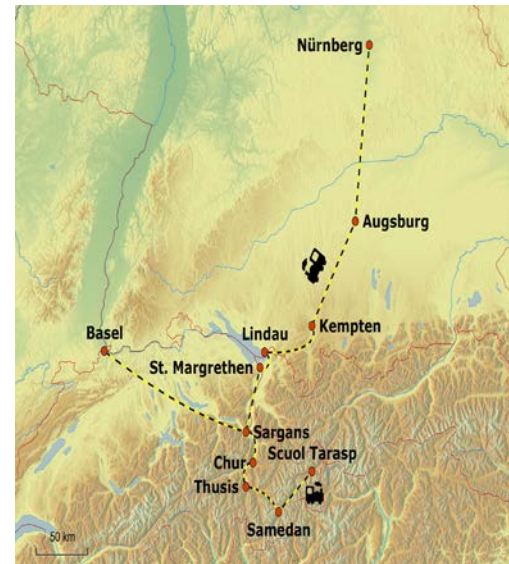 Nürnberg
Augsburg
Kempten
Basel
Lindau
St. Margrethen
Sargans
Scuol Tarasp
Chur
Thusis
Samedan
50 km